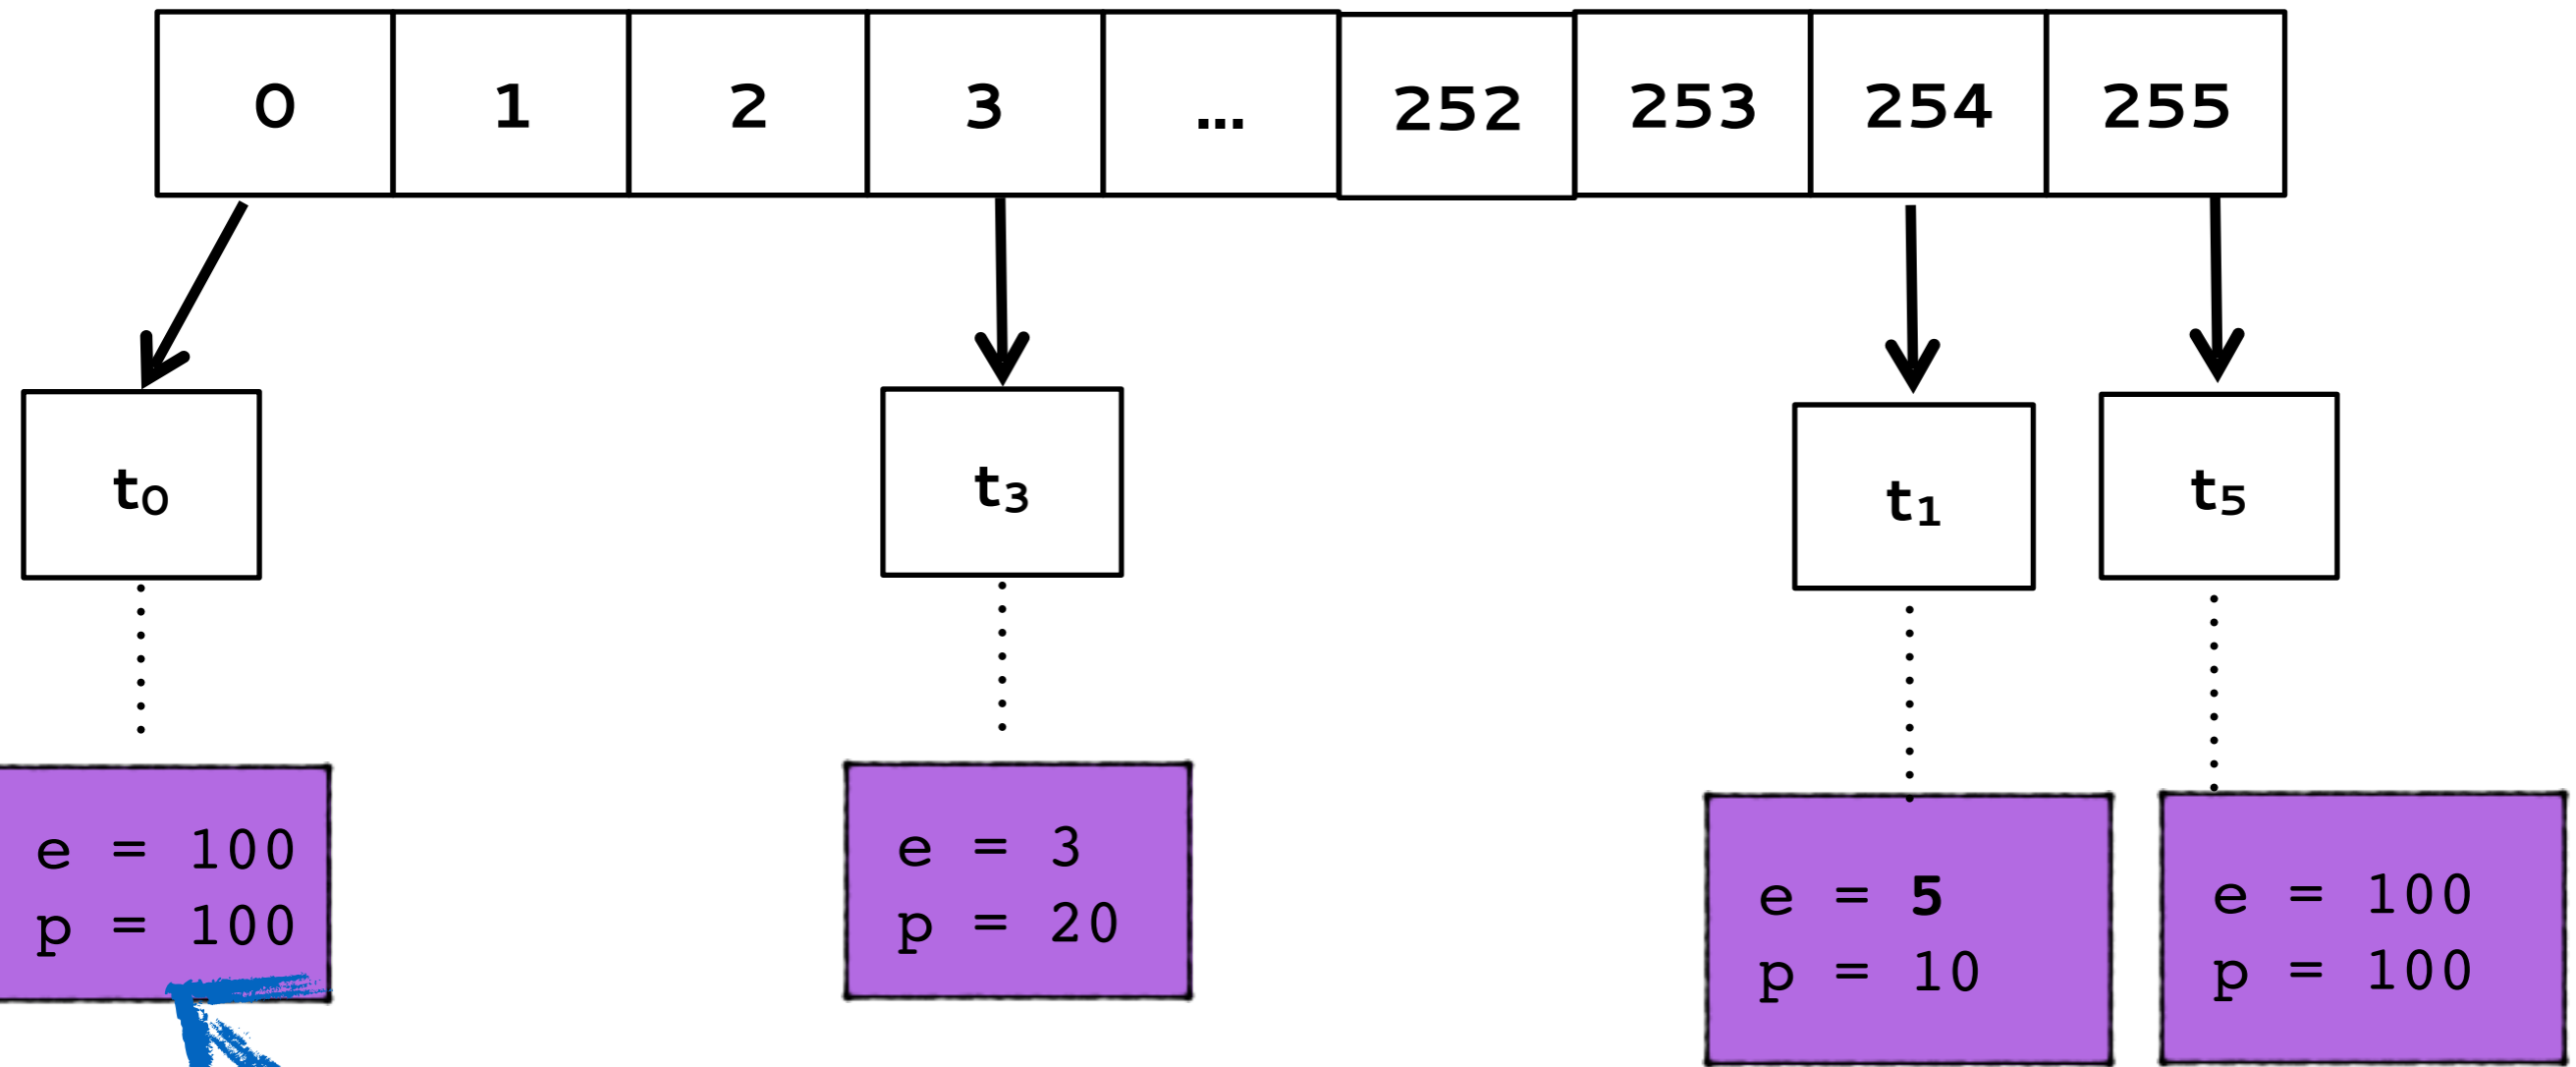 0 1 2 3 ... 252 253 254 255
t0 t3 t1 t5
e = 100
p = 100
e = 3
p = 20
e = 5
p = 10
e = 100
p = 100